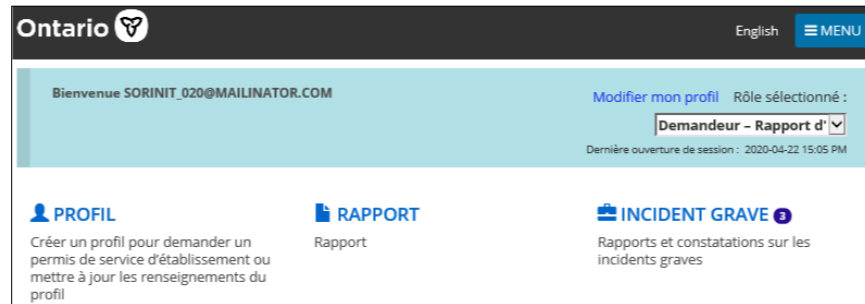 Ontario
English
MENU
Bienvenue SORINIT_020@MAILINATOR.COM
Modifier mon profil Rôle sélectionné :
Demandeur – Rapport d'
Dernière ouverture de session : 2020-04-22 15:05 PM
PROFIL
Créer un profil pour demander un
permis de service d'établissement ou
mettre à jour les renseignements du
profil
RAPPORT
Rapport
INCIDENT GRAVE 3
Rapports et constatations sur les
incidents graves